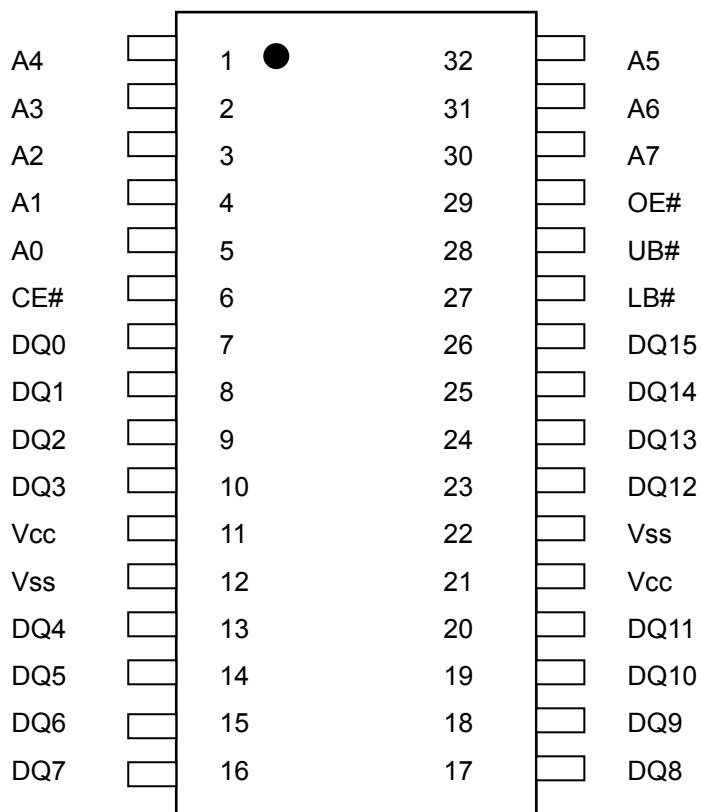 A4 1 32 A5
A3 2 31 A6
A2 3 30 A7
A1 4 29 OE#
A0 5 28 UB#
CE# 6 27 LB#
DQ0 7 26 DQ15
DQ1 8 25 DQ14
DQ2 9 24 DQ13
DQ3 10 23 DQ12
Vcc 11 22 Vss
Vss 12 21 Vcc
DQ4 13 20 DQ11
DQ5 14 19 DQ10
DQ6 15 18 DQ9
DQ7 16 17 DQ8